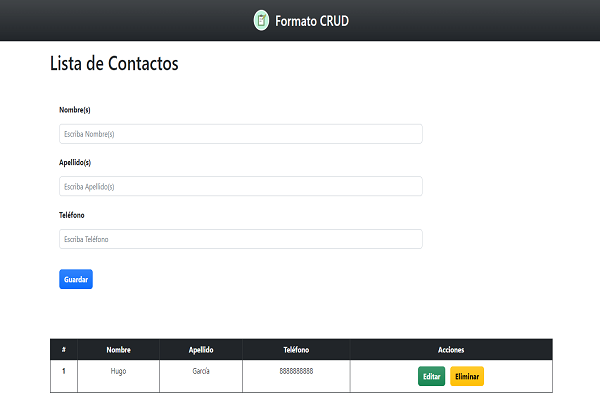 Formato CRUD
Lista de Contactos
Nombre(s)
Escriba Nombre(s)
Apellido(s)
Escriba Apellido(s)
Teléfono
Escriba Teléfono
Guardar
# Nombre Apellido Teléfono Acciones
1 Hugo García 8888888888 Editar Eliminar